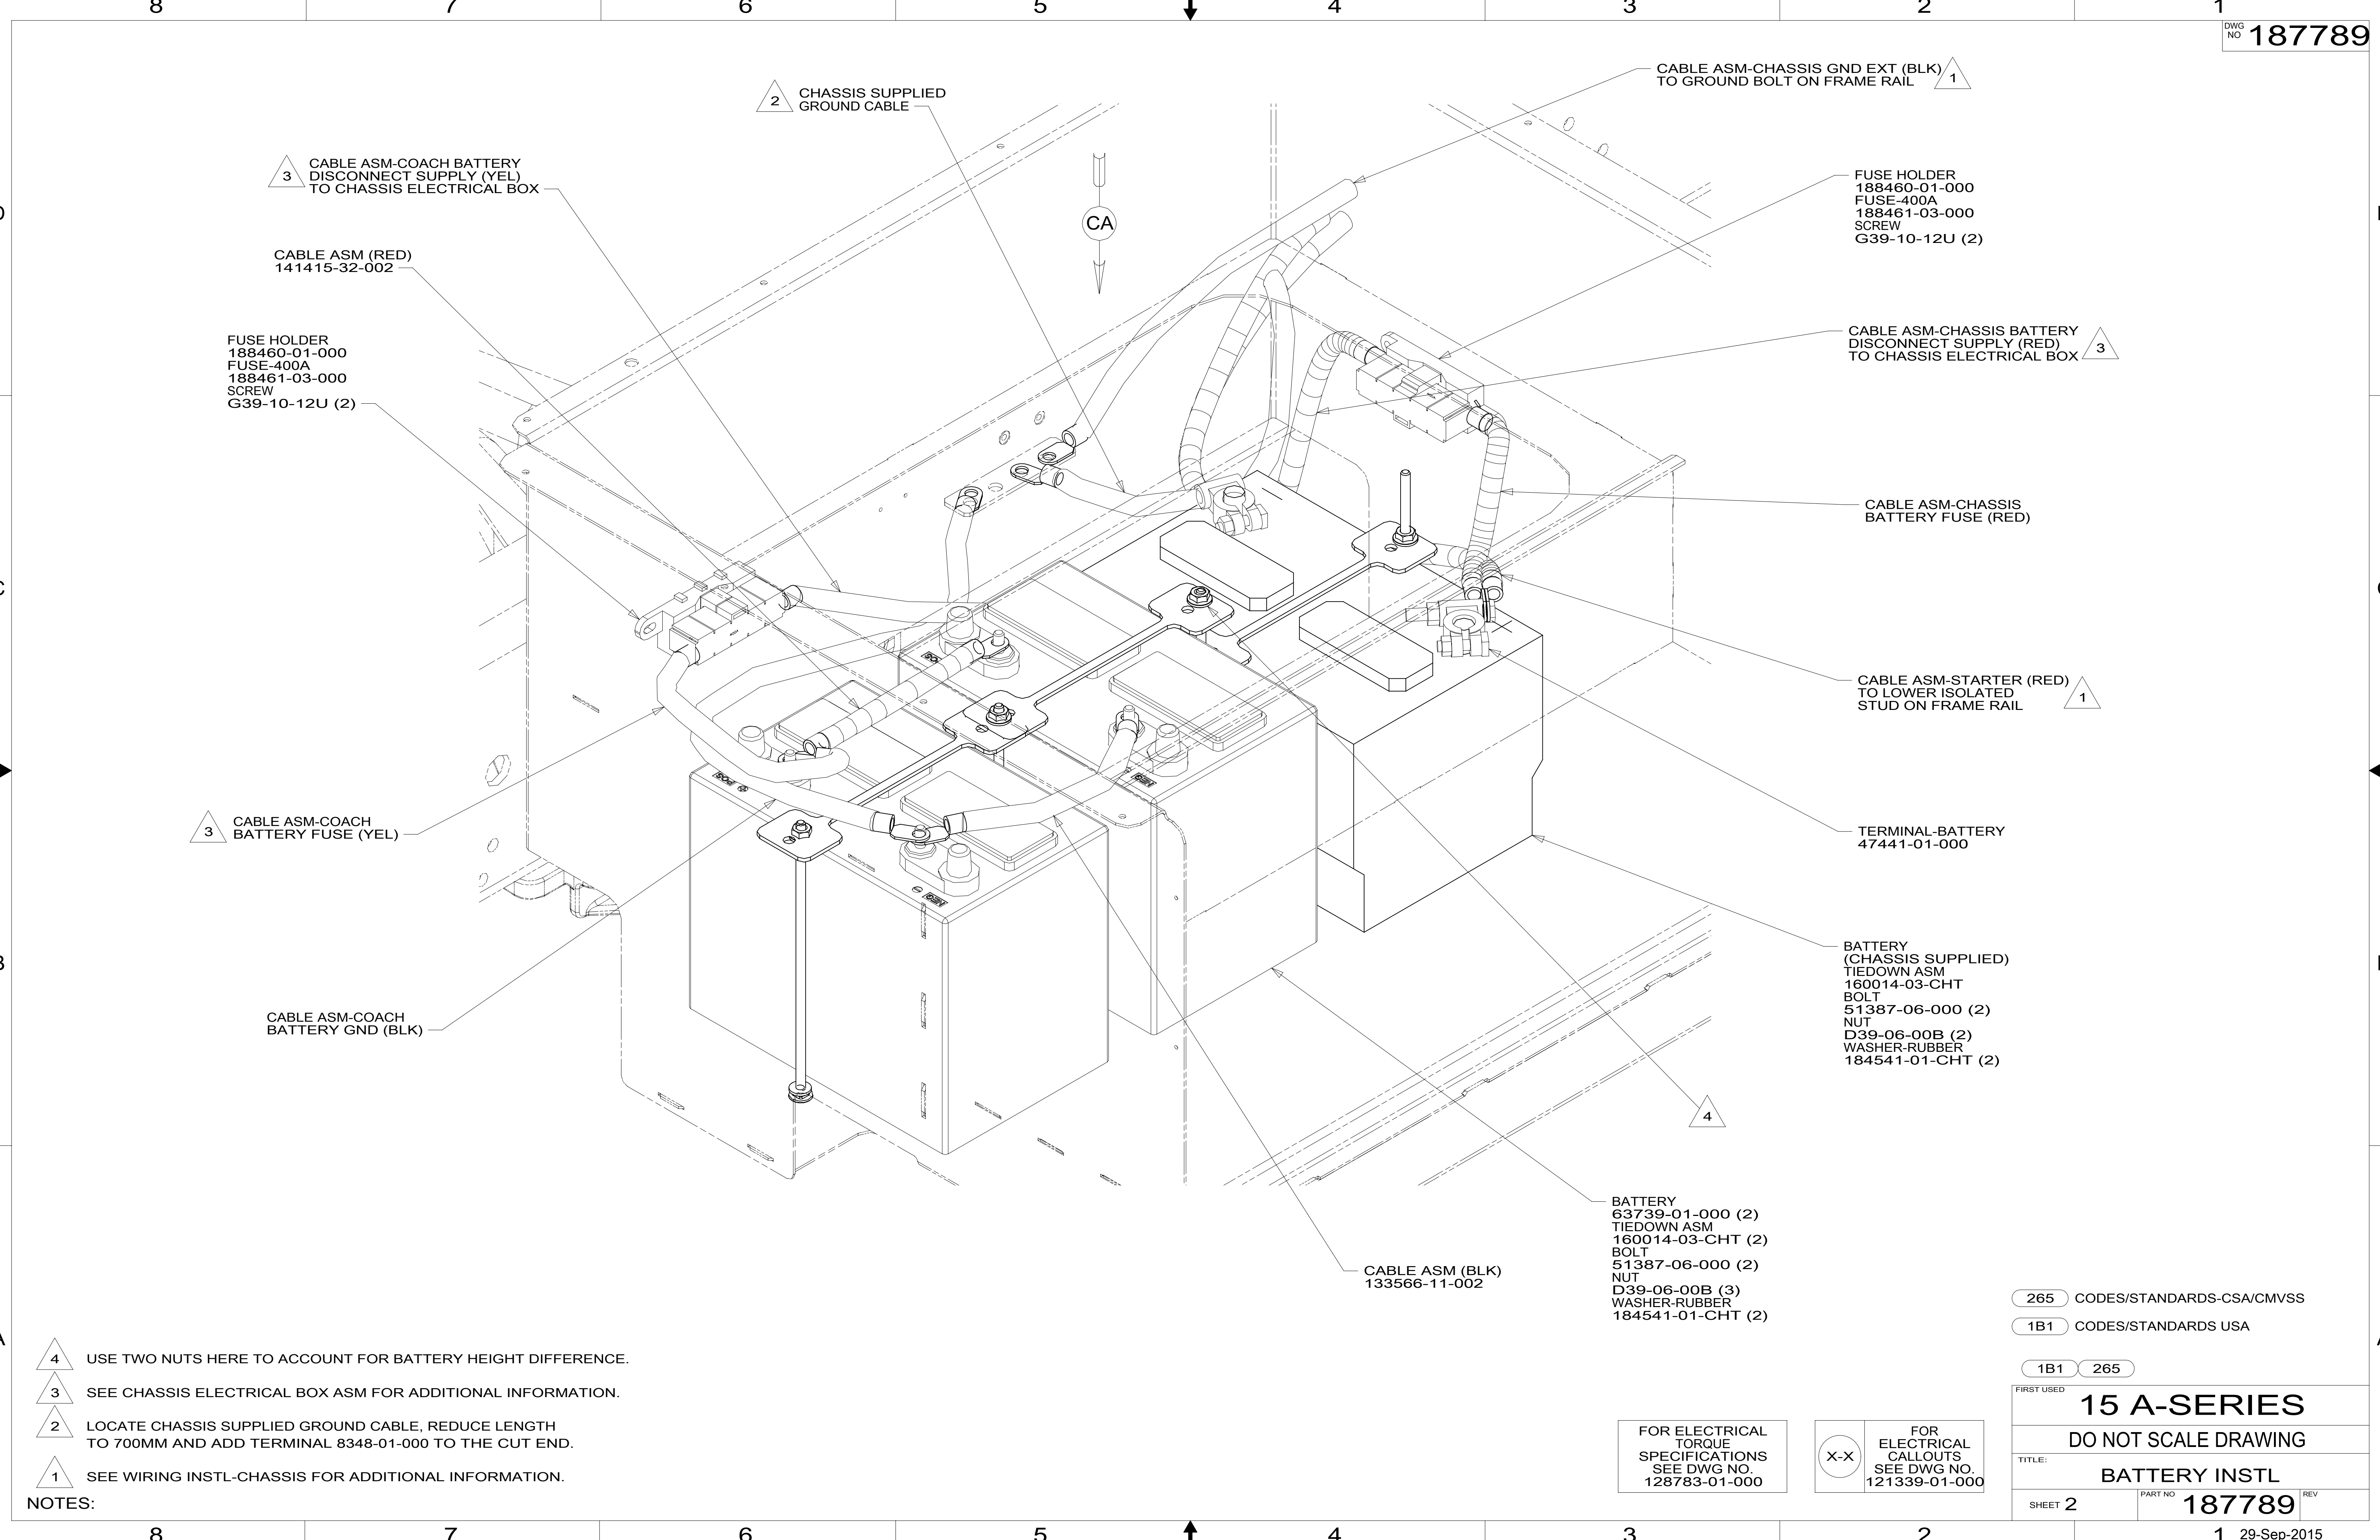 8 7 6 5 4 3 2 1
DWG NO 187789
2 CHASSIS SUPPLIED
GROUND CABLE
CABLE ASM-CHASSIS GND EXT (BLK)
TO GROUND BOLT ON FRAME RAIL 1
3 CABLE ASM-COACH BATTERY
DISCONNECT SUPPLY (YEL)
TO CHASSIS ELECTRICAL BOX
CA
FUSE HOLDER
188460-01-000
FUSE-400A
188461-03-000
SCREW
G39-10-12U (2)
CABLE ASM (RED)
141415-32-002
FUSE HOLDER
188460-01-000
FUSE-400A
188461-03-000
SCREW
G39-10-12U (2)
CABLE ASM-CHASSIS BATTERY
DISCONNECT SUPPLY (RED)
TO CHASSIS ELECTRICAL BOX 3
CABLE ASM-CHASSIS
BATTERY FUSE (RED)
C
CABLE ASM-STARTER (RED)
TO LOWER ISOLATED
STUD ON FRAME RAIL 1
POS
NEG
3 CABLE ASM-COACH
BATTERY FUSE (YEL)
TERMINAL-BATTERY
47441-01-000
NEG
BATTERY
(CHASSIS SUPPLIED)
TIEDOWN ASM
160014-03-CHT
BOLT
51387-06-000 (2)
NUT
D39-06-00B (2)
WASHER-RUBBER
184541-01-CHT (2)
CABLE ASM-COACH
BATTERY GND (BLK)
4
BATTERY
63739-01-000 (2)
TIEDOWN ASM
160014-03-CHT (2)
BOLT
51387-06-000 (2)
NUT
D39-06-00B (3)
WASHER-RUBBER
184541-01-CHT (2)
CABLE ASM (BLK)
133566-11-002
265 CODES/STANDARDS-CSA/CMVSS
1B1 CODES/STANDARDS USA
1B1 265
4 USE TWO NUTS HERE TO ACCOUNT FOR BATTERY HEIGHT DIFFERENCE.
3 SEE CHASSIS ELECTRICAL BOX ASM FOR ADDITIONAL INFORMATION.
2 LOCATE CHASSIS SUPPLIED GROUND CABLE, REDUCE LENGTH
TO 700MM AND ADD TERMINAL 8348-01-000 TO THE CUT END.
1 SEE WIRING INSTL-CHASSIS FOR ADDITIONAL INFORMATION.
NOTES:
FOR ELECTRICAL
TORQUE
SPECIFICATIONS
SEE DWG NO.
128783-01-000
X-X
FOR
ELECTRICAL
CALLOUTS
SEE DWG NO.
121339-01-000
FIRST USED
15 A-SERIES
DO NOT SCALE DRAWING
TITLE:
BATTERY INSTL
SHEET 2
PART NO 187789 REV
8 7 6 5 4 3 2 1
29-Sep-2015